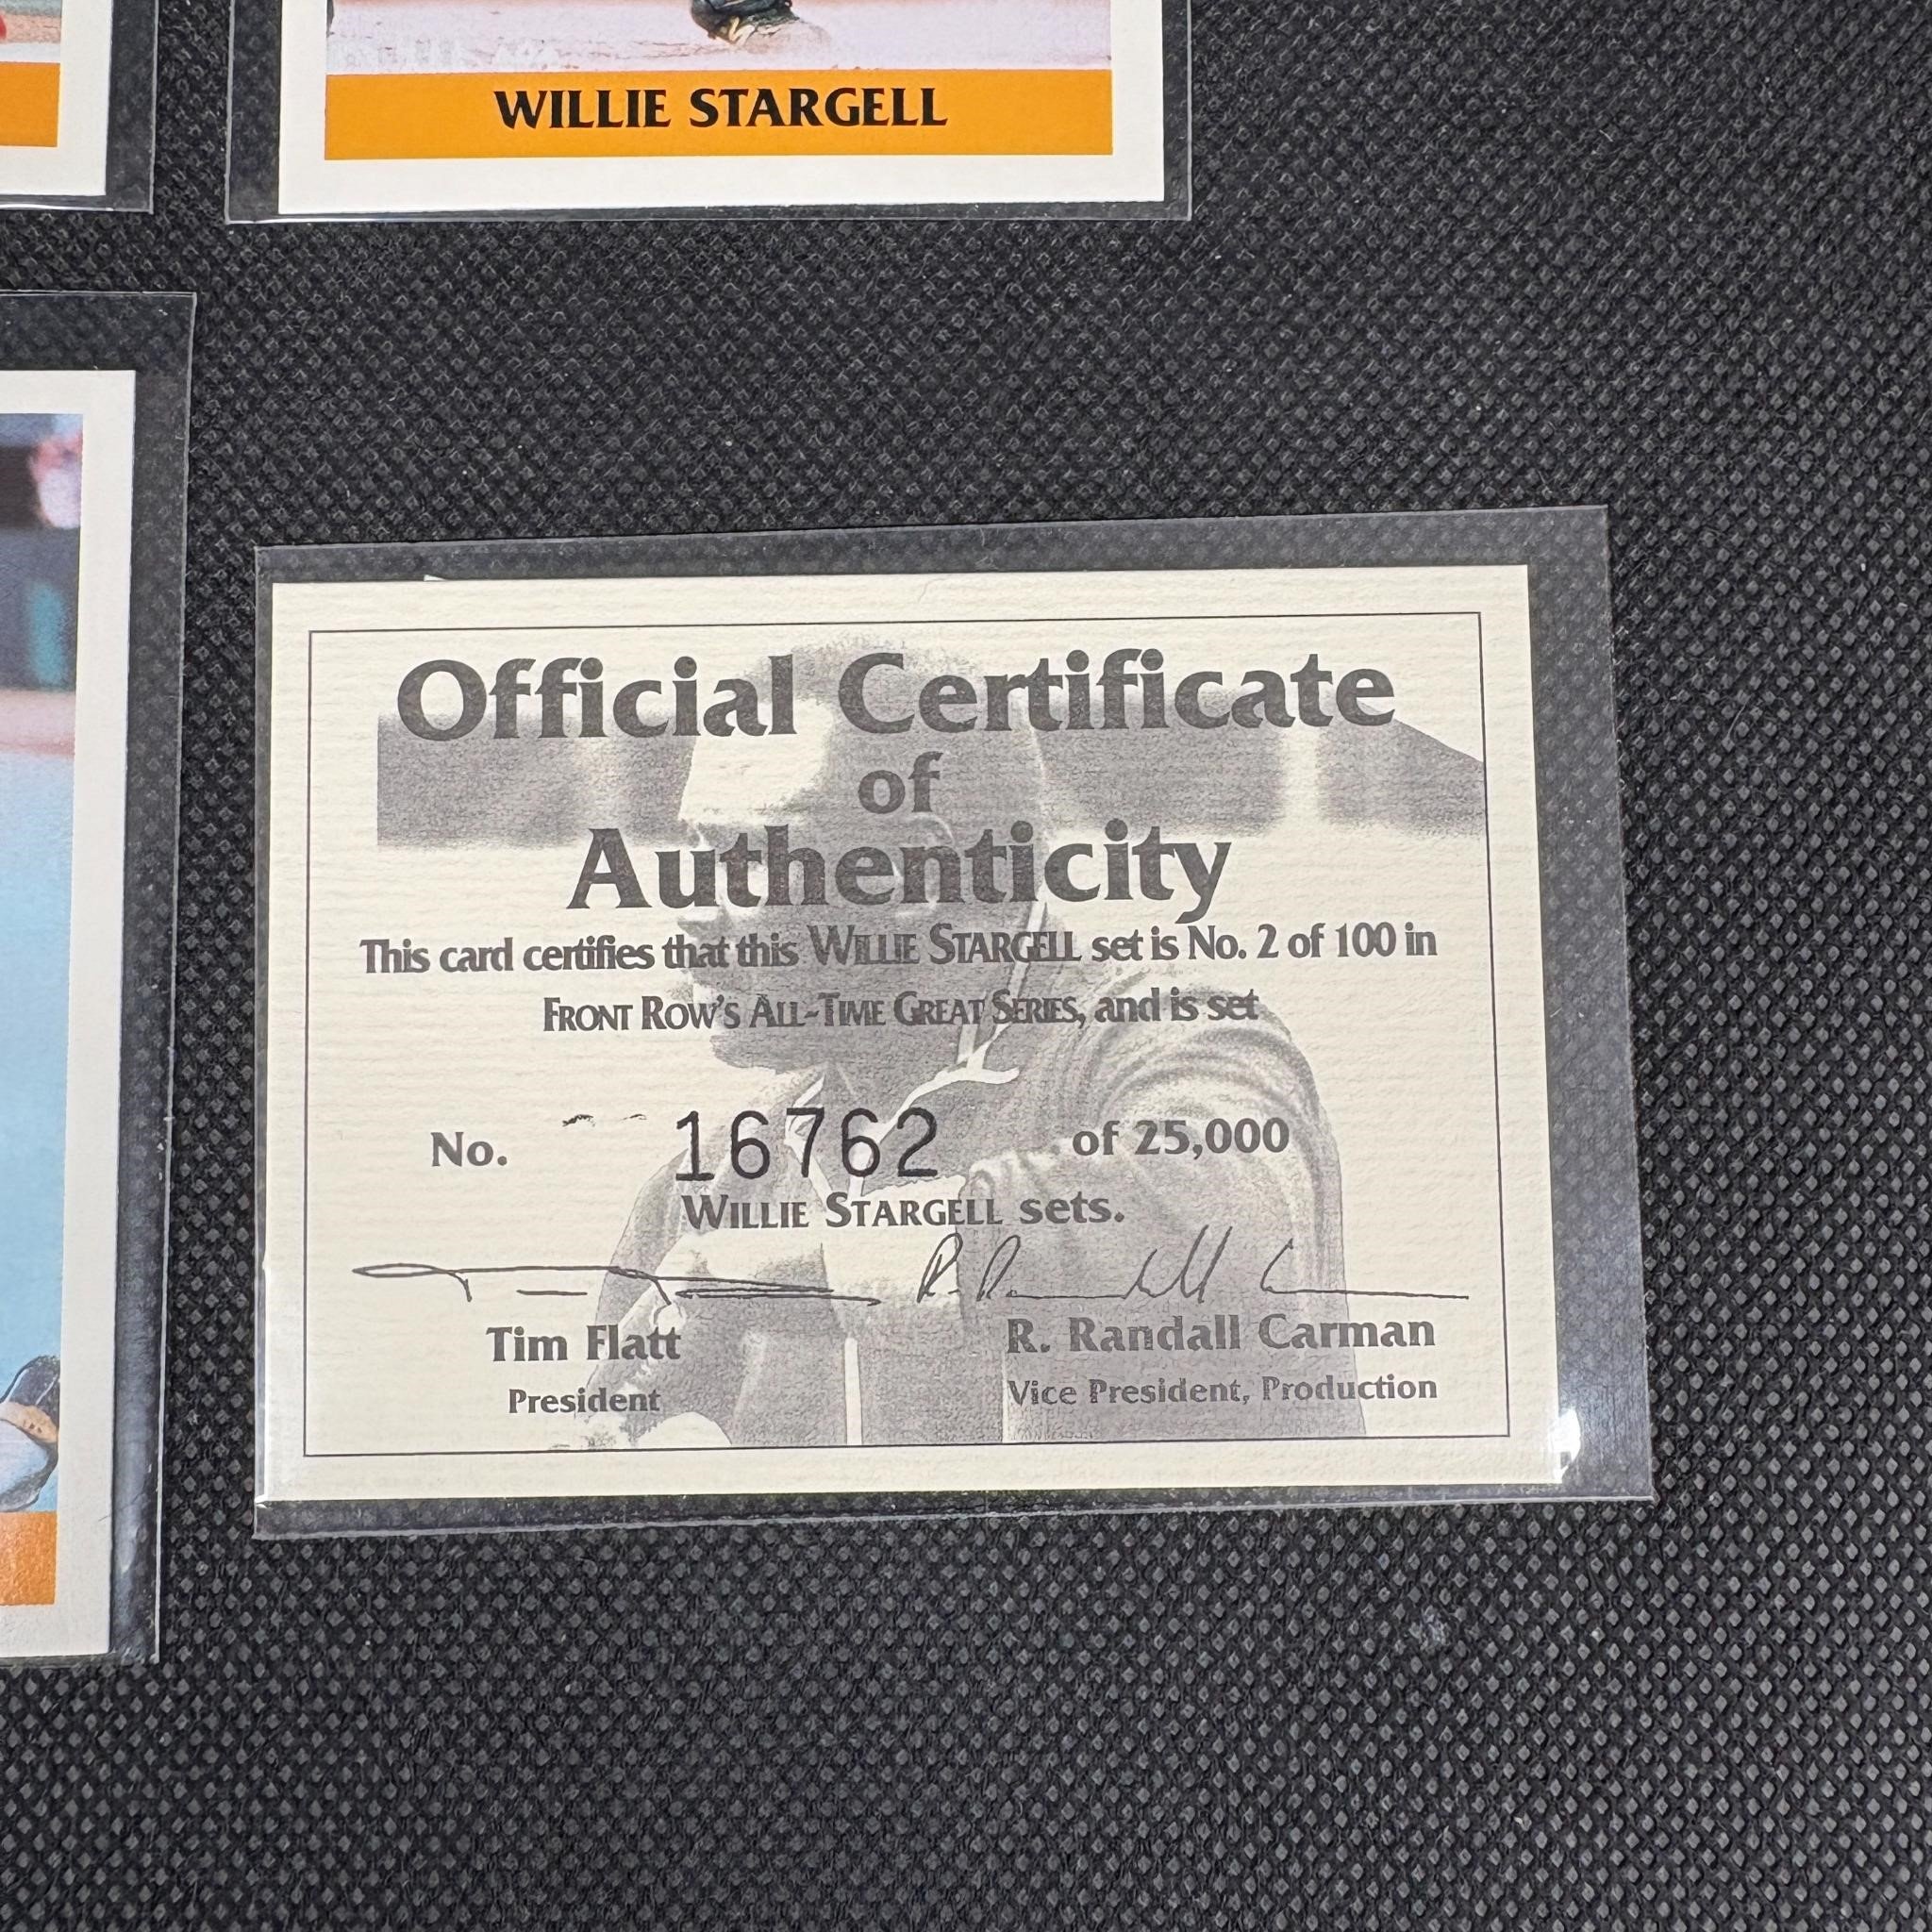 WILLIE STARGELL
Official Certificate
of
Authenticity
This card certifies that this WILLIE STARGELL set is No. 2 of 100 in
FRONT ROW'S ALL-TIME GREAT SERIES, and is set
No. 16762 of 25,000
WILLIE STARGELL sets.
Tim Flatt R. Randall Carman
President Vice President, Production